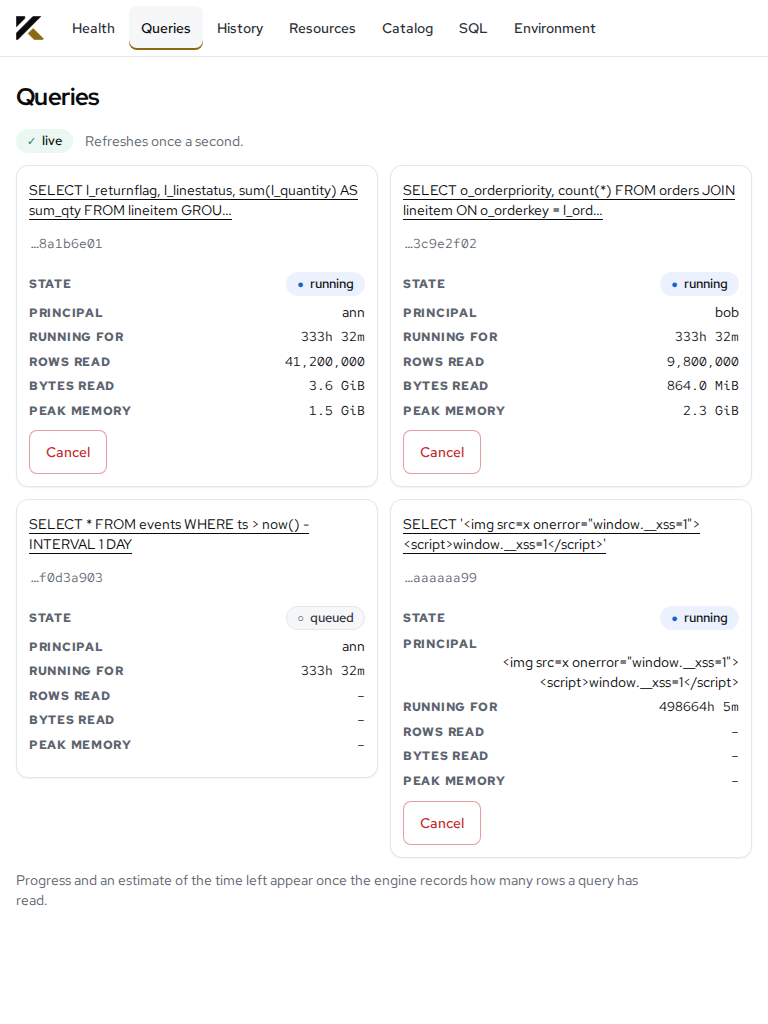 Health Queries History Resources Catalog SQL Environment
Queries
✓ live Refreshes once a second.
SELECT l_returnflag, l_linestatus, sum(l_quantity) AS
sum_qty FROM lineitem GROU…
…8a1b6e01
STATE ● running
PRINCIPAL ann
RUNNING FOR 333h 32m
ROWS READ 41,200,000
BYTES READ 3.6 GiB
PEAK MEMORY 1.5 GiB
Cancel
SELECT o_orderpriority, count(*) FROM orders JOIN
lineitem ON o_orderkey = l_ord…
…3c9e2f02
STATE ● running
PRINCIPAL bob
RUNNING FOR 333h 32m
ROWS READ 9,800,000
BYTES READ 864.0 MiB
PEAK MEMORY 2.3 GiB
Cancel
SELECT * FROM events WHERE ts > now() -
INTERVAL 1 DAY
…f0d3a903
STATE ○ queued
PRINCIPAL ann
RUNNING FOR 333h 32m
ROWS READ –
BYTES READ –
PEAK MEMORY –
SELECT '<img src=x onerror="window.__xss=1">
<script>window.__xss=1</script>'
…aaaaaa99
STATE ● running
PRINCIPAL
<img src=x onerror="window.__xss=1">
<script>window.__xss=1</script>
RUNNING FOR 498664h 5m
ROWS READ –
BYTES READ –
PEAK MEMORY –
Cancel
Progress and an estimate of the time left appear once the engine records how many rows a query has
read.